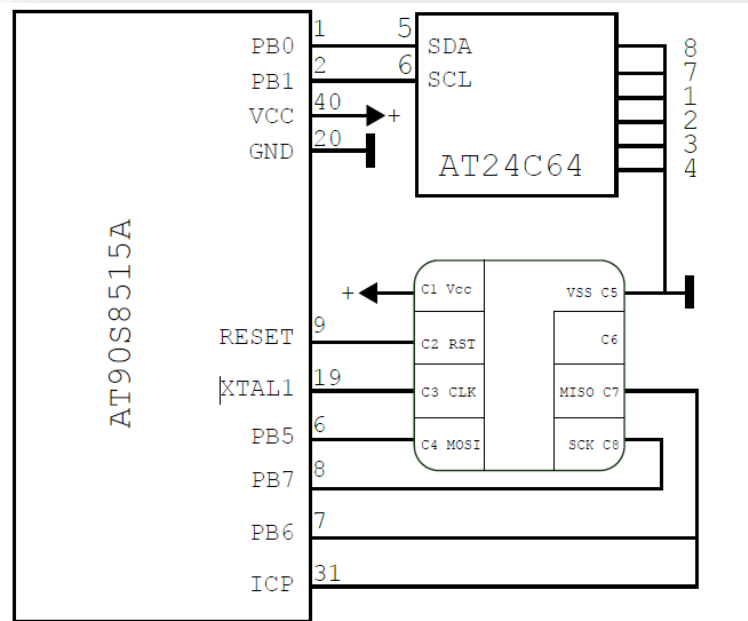 PB0 1 5 SDA 8
PB1 2 6 SCL 7
VCC 40 + 1
GND 20 2
3
AT24C64 4
AT90S8515A
+ C1 Vcc VSS C5
RESET 9 C2 RST C6
XTAL1 19 C3 CLK MISO C7
PB5 6 C4 MOSI SCK C8
PB7 8
PB6 7
ICP 31